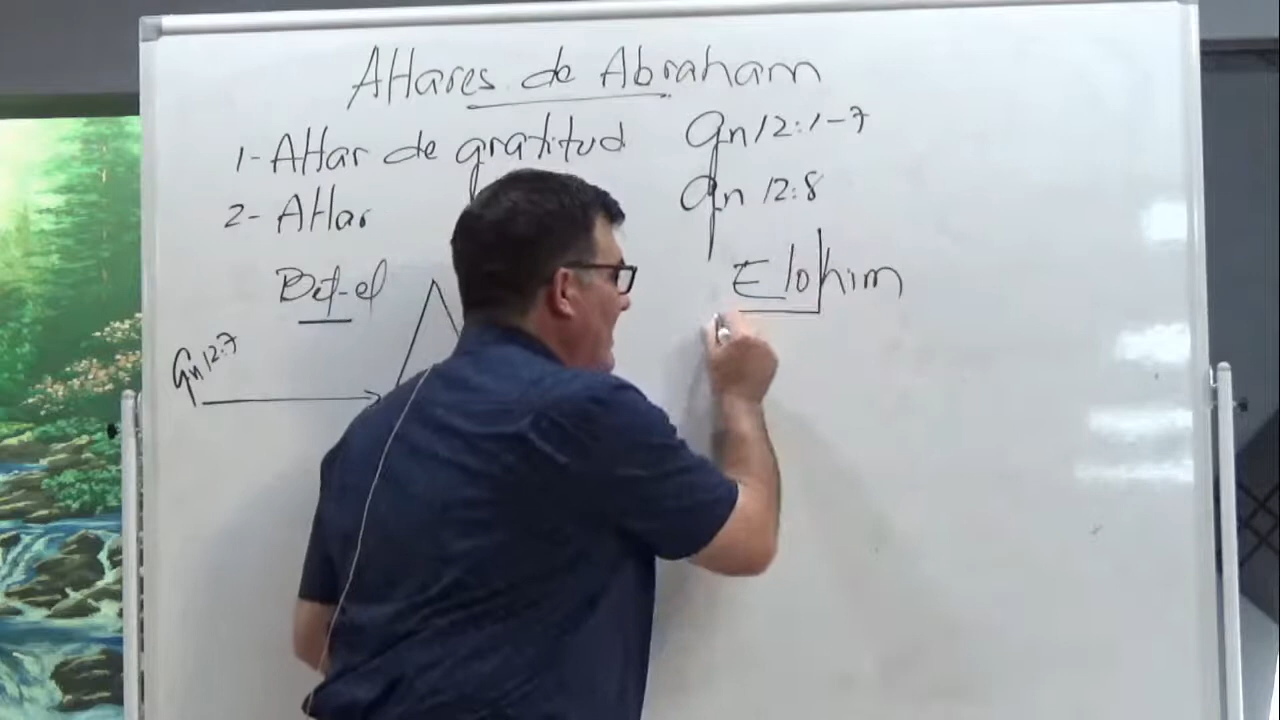 Altares de Abraham
1- Altar de gratitud Gn 12:1-7
2- Altar Gn 12:8
Bet-el Elohim
Gn 12:7